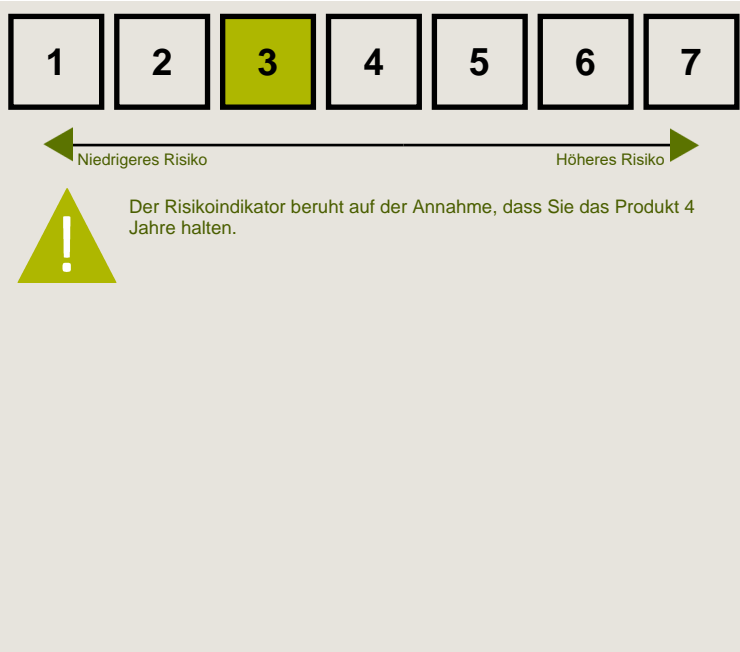 1 2 3 4 5 6 7
Niedrigeres Risiko Höheres Risiko
!
Der Risikoindikator beruht auf der Annahme, dass Sie das Produkt 4
Jahre halten.